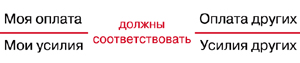 Моя оплата
Мои усилия
должны
соответствовать
Оплата других
Усилия других